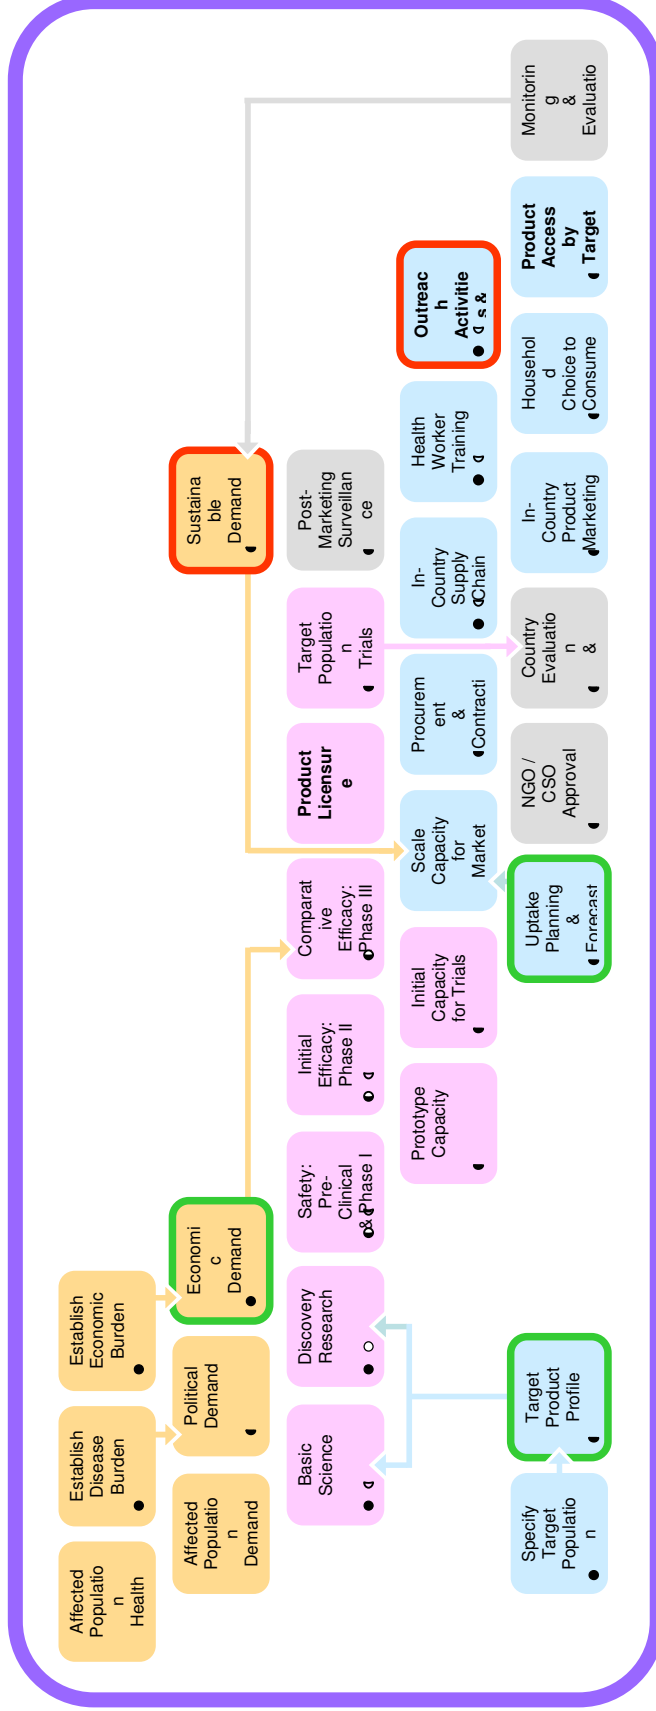 Affected
Populatio
n
Health
Establish
Disease
Burden
Establish
Economic
Burden
Affected
Populatio
n
Demand
Political
Demand
Economi
c
Demand
Sustaina
ble
Demand
Basic
Science
Discovery
Research
Safety:
Pre-
Clinical
& Phase I
Initial
Efficacy:
Phase II
Comparat
ive
Efficacy:
Phase III
Product
Licensur
e
Target
Populatio
n
Trials
Post-
Marketing
Surveillan
ce
Prototype
Capacity
Initial
Capacity
for Trials
Scale
Capacity
for
Market
Procurem
ent
&
Contracti
In-
Country
Supply
Chain
Health
Worker
Training
Outreac
h
Activitie
s &
Specify
Target
Populatio
n
Target
Product
Profile
Uptake
Planning
&
Forecast
NGO /
CSO
Approval
Country
Evaluatio
n
&
In-
Country
Product
Marketing
Househol
d
Choice to
Consume
Product
Access
by
Target
Monitorin
g
&
Evaluatio